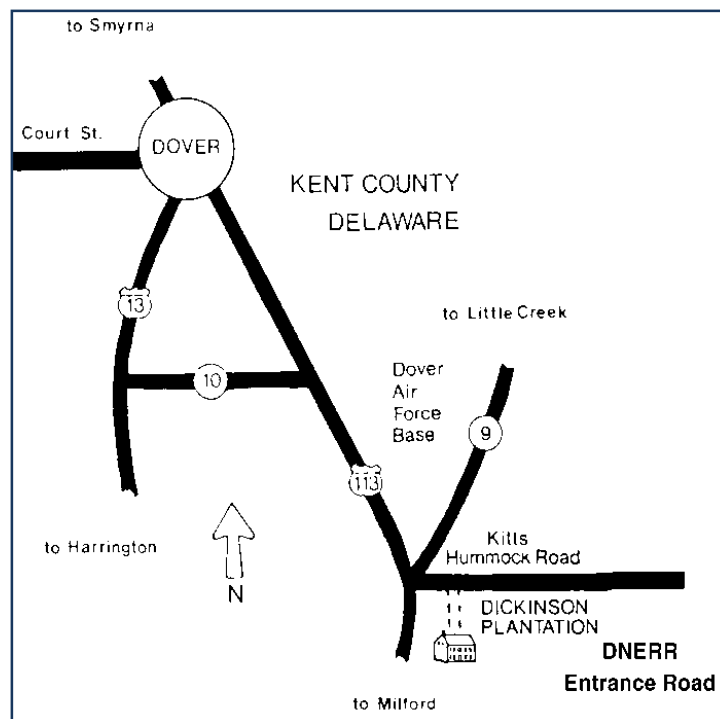 to Smyrna
Court St.
DOVER
KENT COUNTY
DELAWARE
13
to Little Creek
Dover
Air
Force
Base
10
9
113
Kitts
Hummock Road
to Harrington
N
DICKINSON
PLANTATION
DNERR
Entrance Road
to Milford